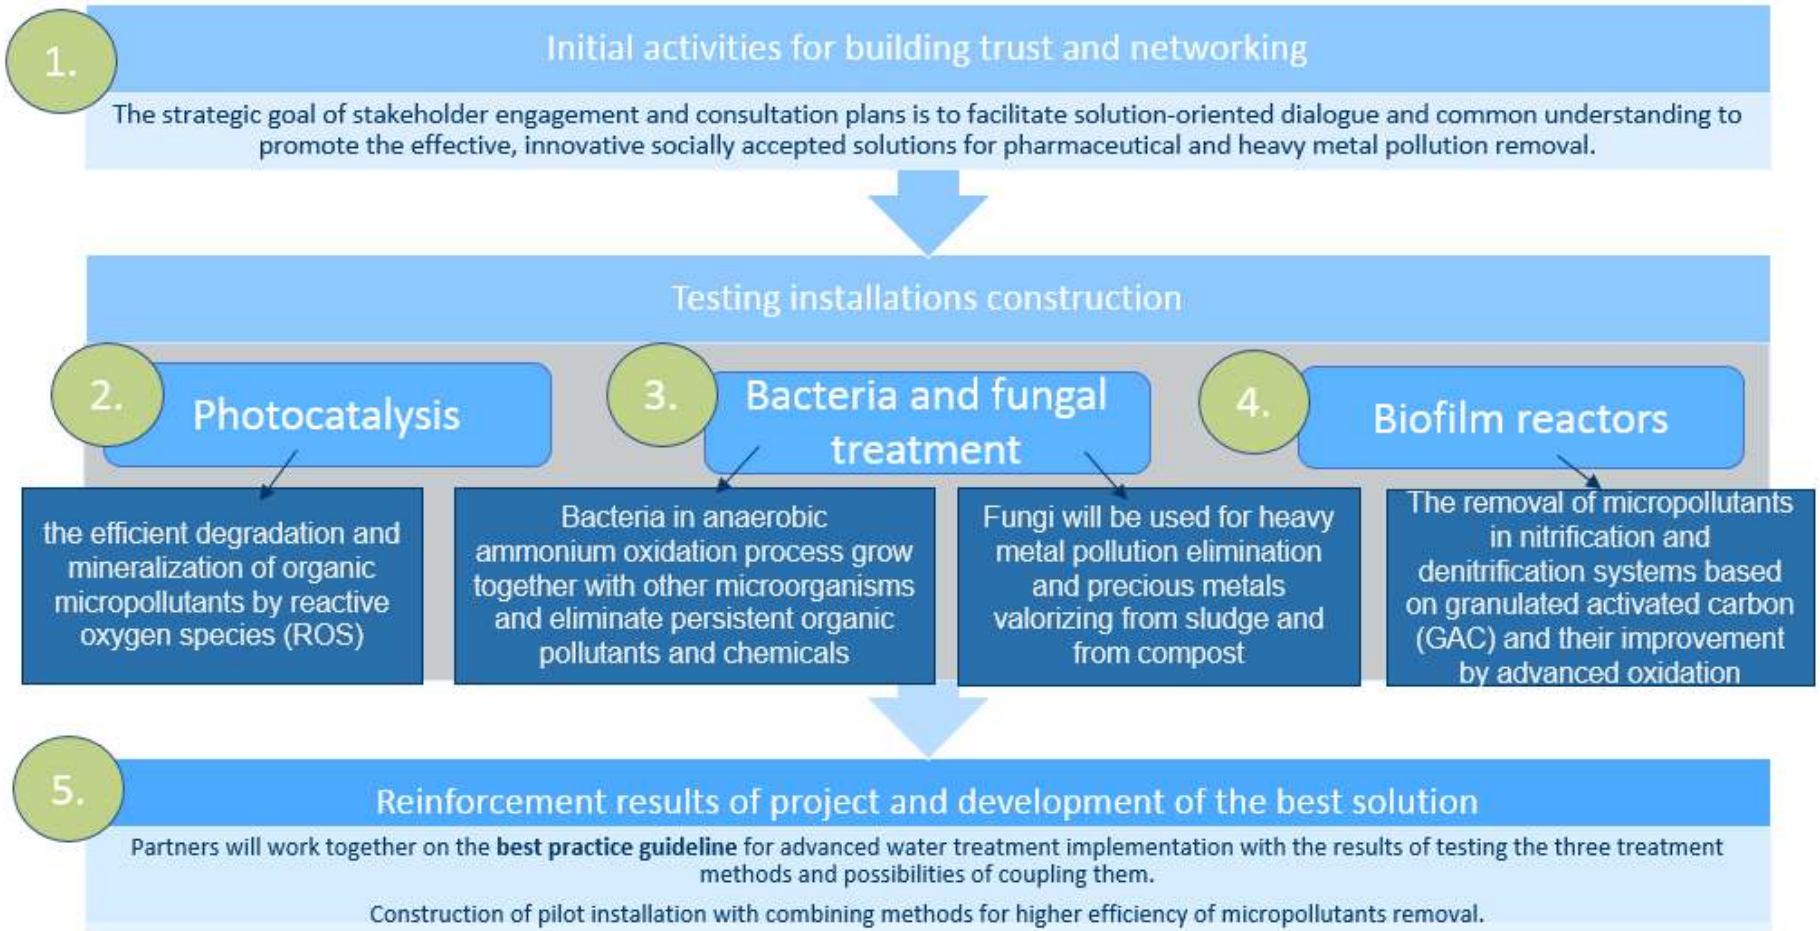 1.
Initial activities for building trust and networking
The strategic goal of stakeholder engagement and consultation plans is to facilitate solution-oriented dialogue and common understanding to
promote the effective, innovative socially accepted solutions for pharmaceutical and heavy metal pollution removal.
Testing installations construction
2.
Photocatalysis
the efficient degradation and
mineralization of organic
micropollutants by reactive
oxygen species (ROS)
3.
Bacteria and fungal
treatment
Bacteria in anaerobic
ammonium oxidation process grow
together with other microorganisms
and eliminate persistent organic
pollutants and chemicals
Fungi will be used for heavy
metal pollution elimination
and precious metals
valorizing from sludge and
from compost
4.
Biofilm reactors
The removal of micropollutants
in nitrification and
denitrification systems based
on granulated activated carbon
(GAC) and their improvement
by advanced oxidation
5.
Reinforcement results of project and development of the best solution
Partners will work together on the best practice guideline for advanced water treatment implementation with the results of testing the three treatment
methods and possibilities of coupling them.
Construction of pilot installation with combining methods for higher efficiency of micropollutants removal.